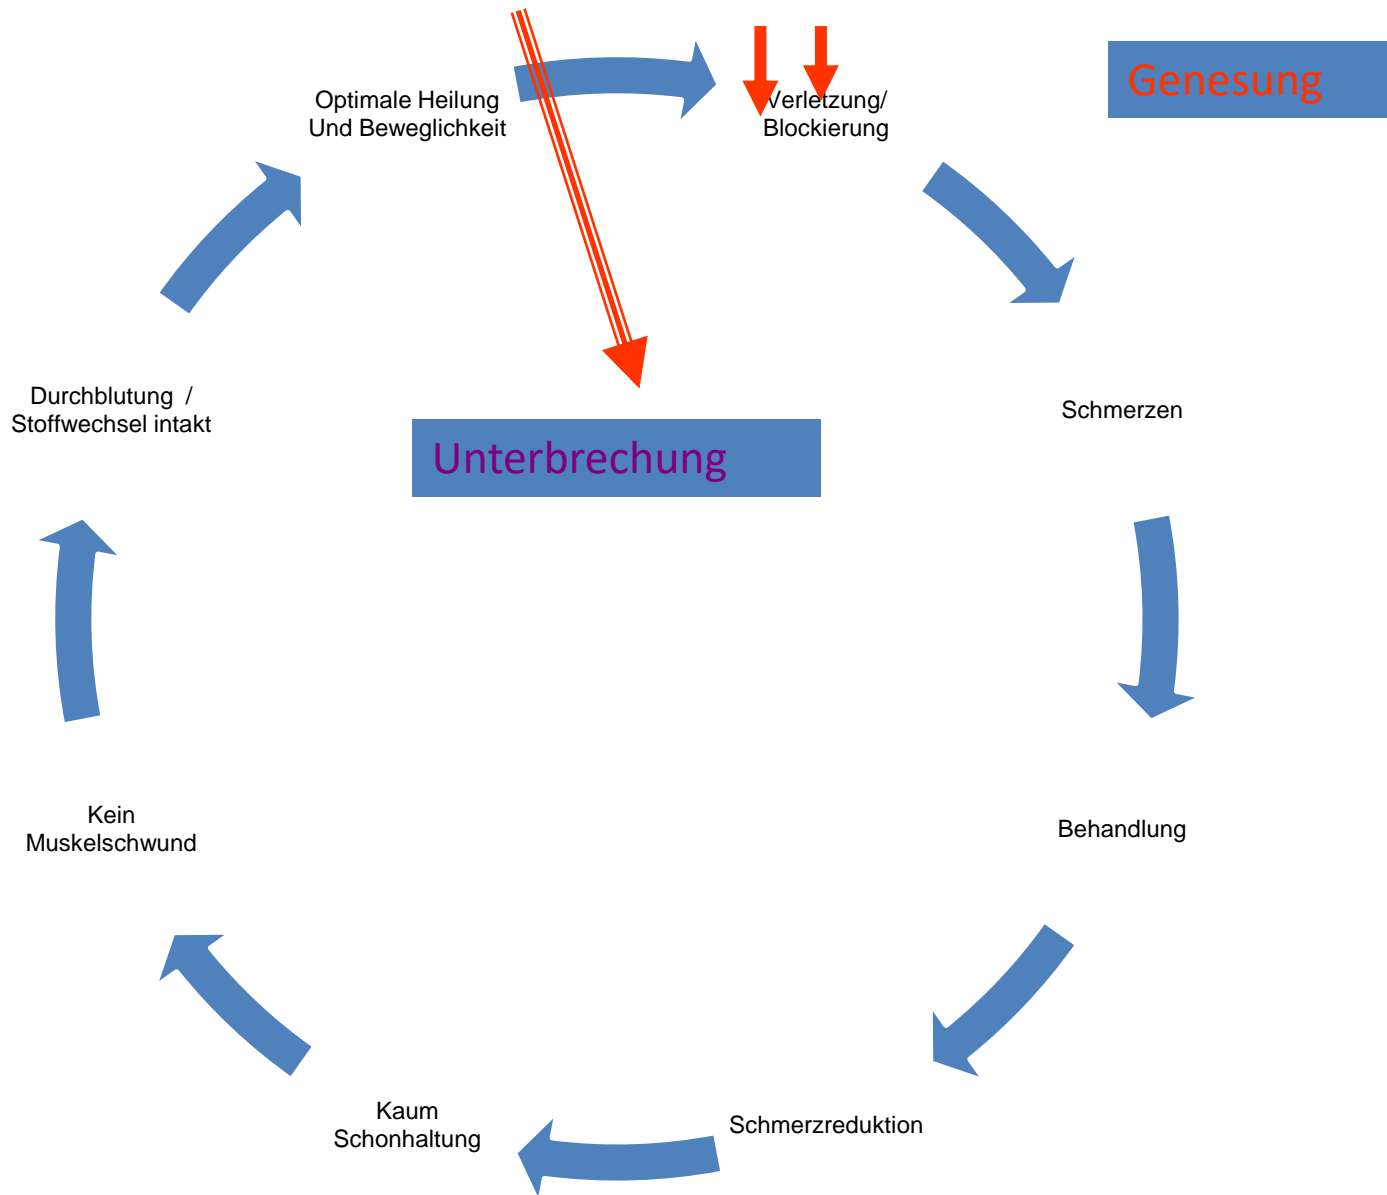 Genesung
Optimale Heilung
Und Beweglichkeit
Verletzung/
Blockierung
Schmerzen
Behandlung
Schmerzreduktion
Kaum
Schonhaltung
Kein
Muskelschwund
Durchblutung /
Stoffwechsel intakt
Unterbrechung